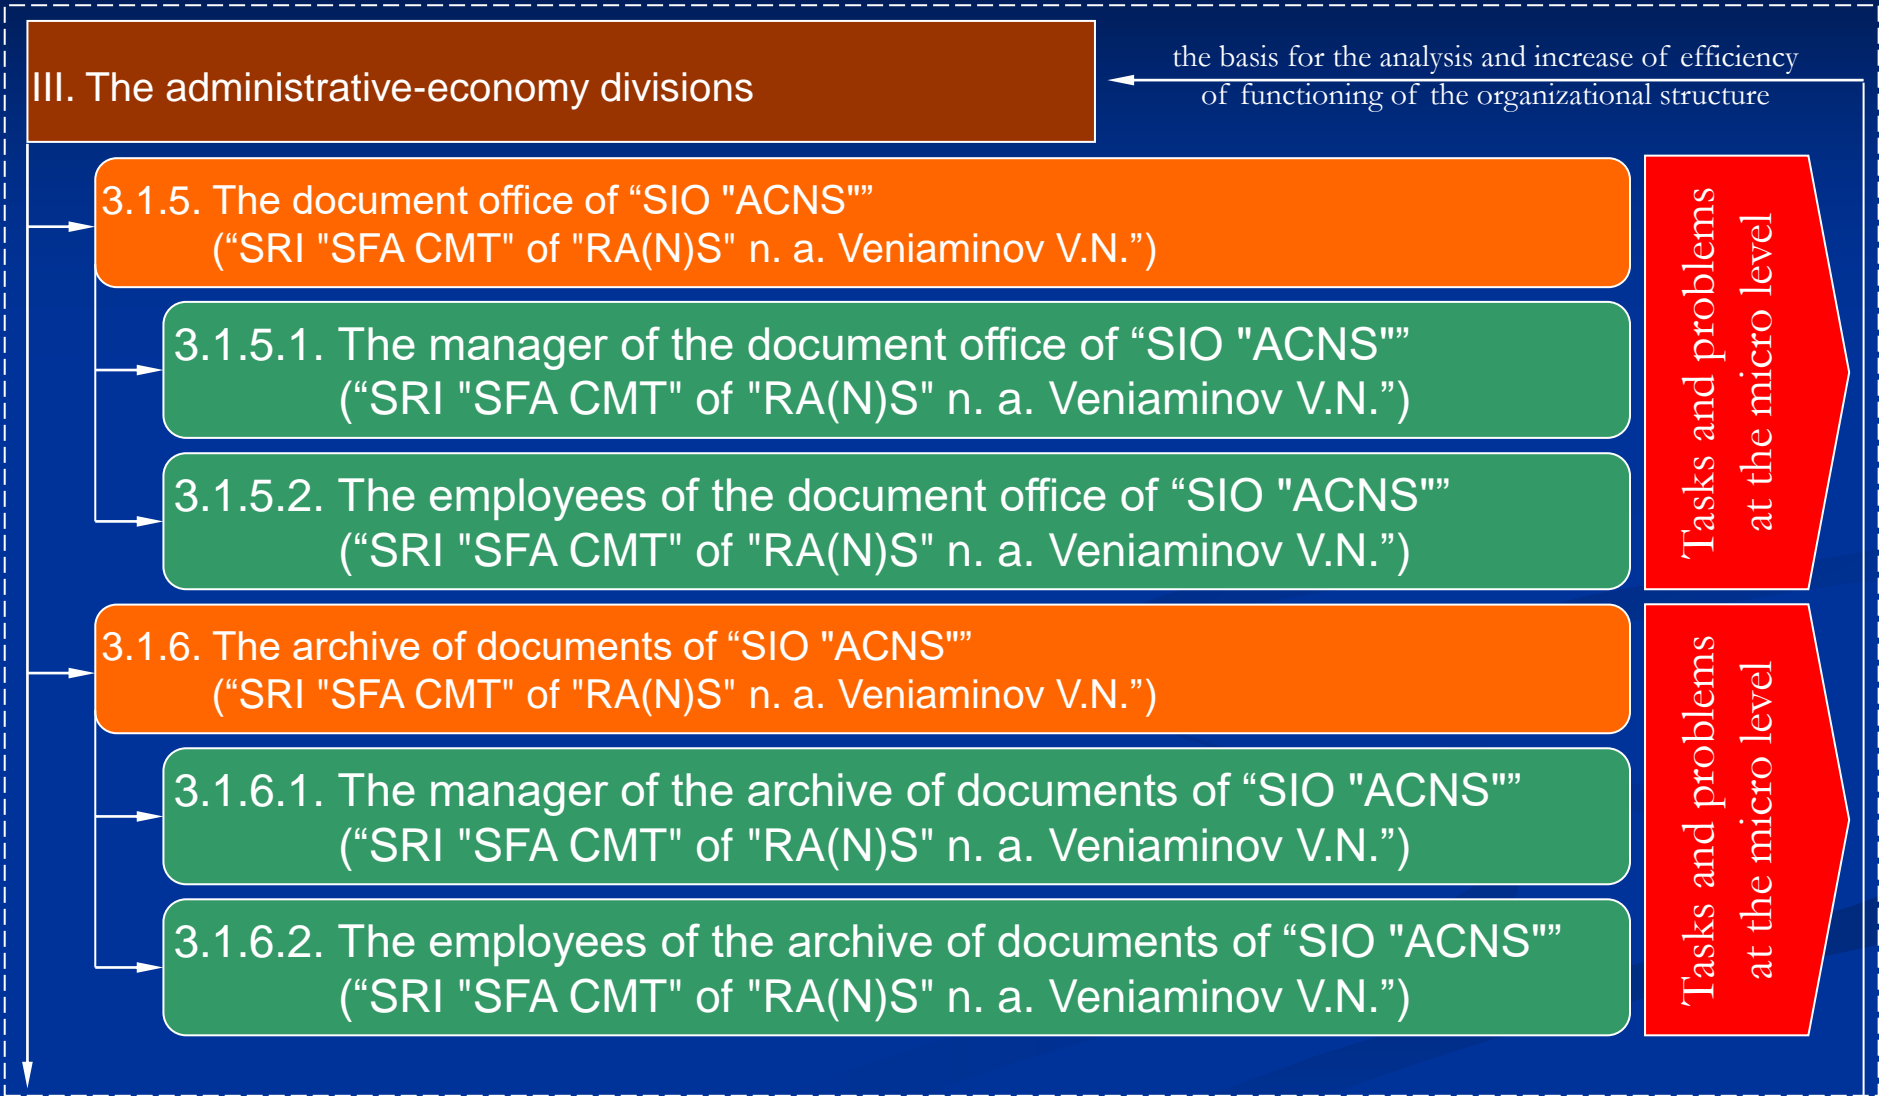 III. The administrative-economy divisions
the basis for the analysis and increase of efficiency
of functioning of the organizational structure
3.1.5. The document office of “SIO "ACNS"”
(“SRI "SFA CMT" of "RA(N)S" n. a. Veniaminov V.N.”)
3.1.5.1. The manager of the document office of “SIO "ACNS"”
(“SRI "SFA CMT" of "RA(N)S" n. a. Veniaminov V.N.”)
3.1.5.2. The employees of the document office of “SIO "ACNS"”
(“SRI "SFA CMT" of "RA(N)S" n. a. Veniaminov V.N.”)
Tasks and problems
at the micro level
3.1.6. The archive of documents of “SIO "ACNS"”
(“SRI "SFA CMT" of "RA(N)S" n. a. Veniaminov V.N.”)
3.1.6.1. The manager of the archive of documents of “SIO "ACNS"”
(“SRI "SFA CMT" of "RA(N)S" n. a. Veniaminov V.N.”)
3.1.6.2. The employees of the archive of documents of “SIO "ACNS"”
(“SRI "SFA CMT" of "RA(N)S" n. a. Veniaminov V.N.”)
Tasks and problems
at the micro level